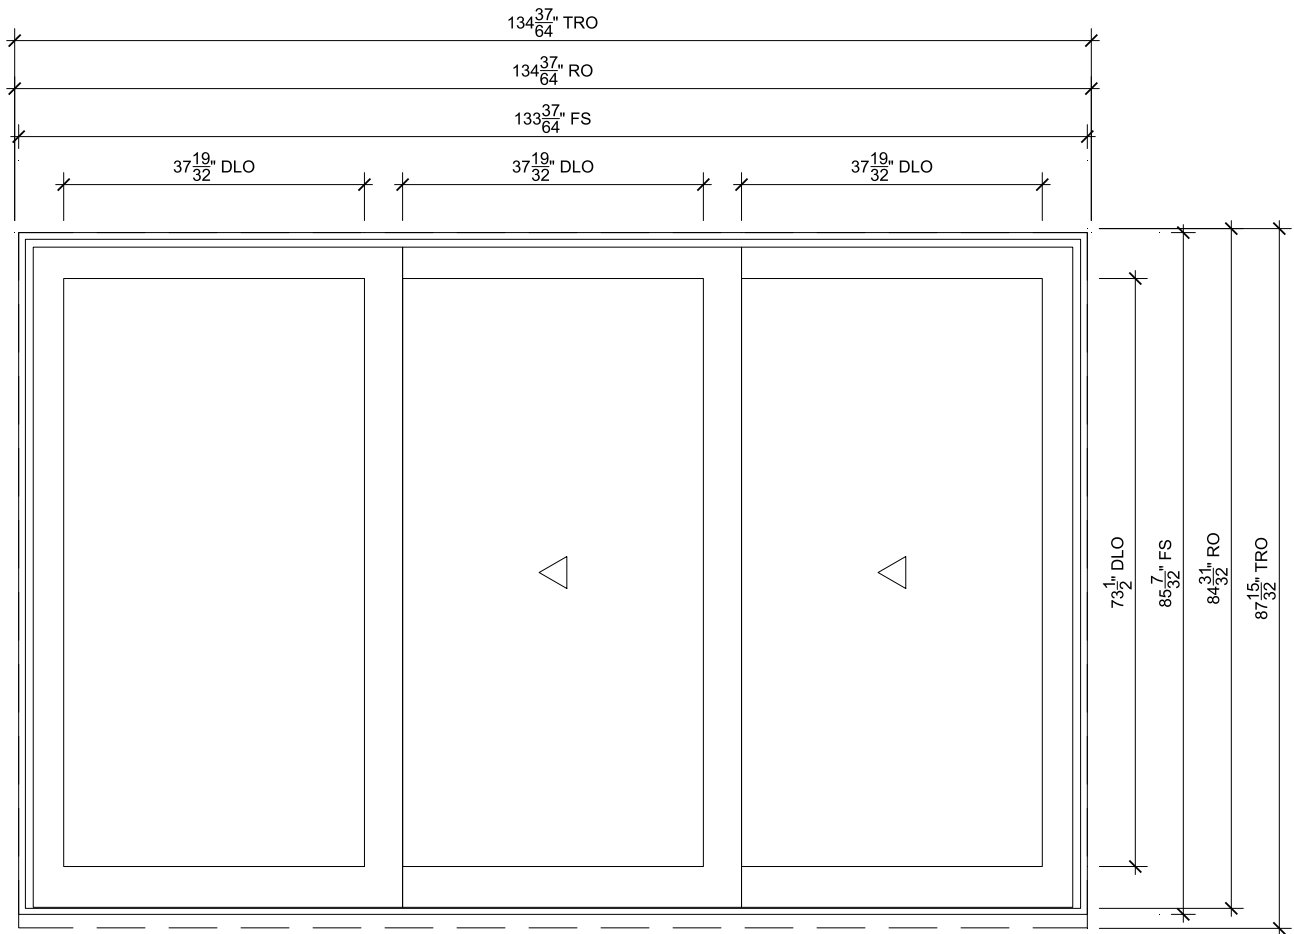 134 37/64" TRO
134 37/64" RO
133 37/64" FS
37 19/32" DLO
37 19/32" DLO
37 19/32" DLO
73 1/2" DLO
85 7/32" FS
84 31/32" RO
87 15/32" TRO